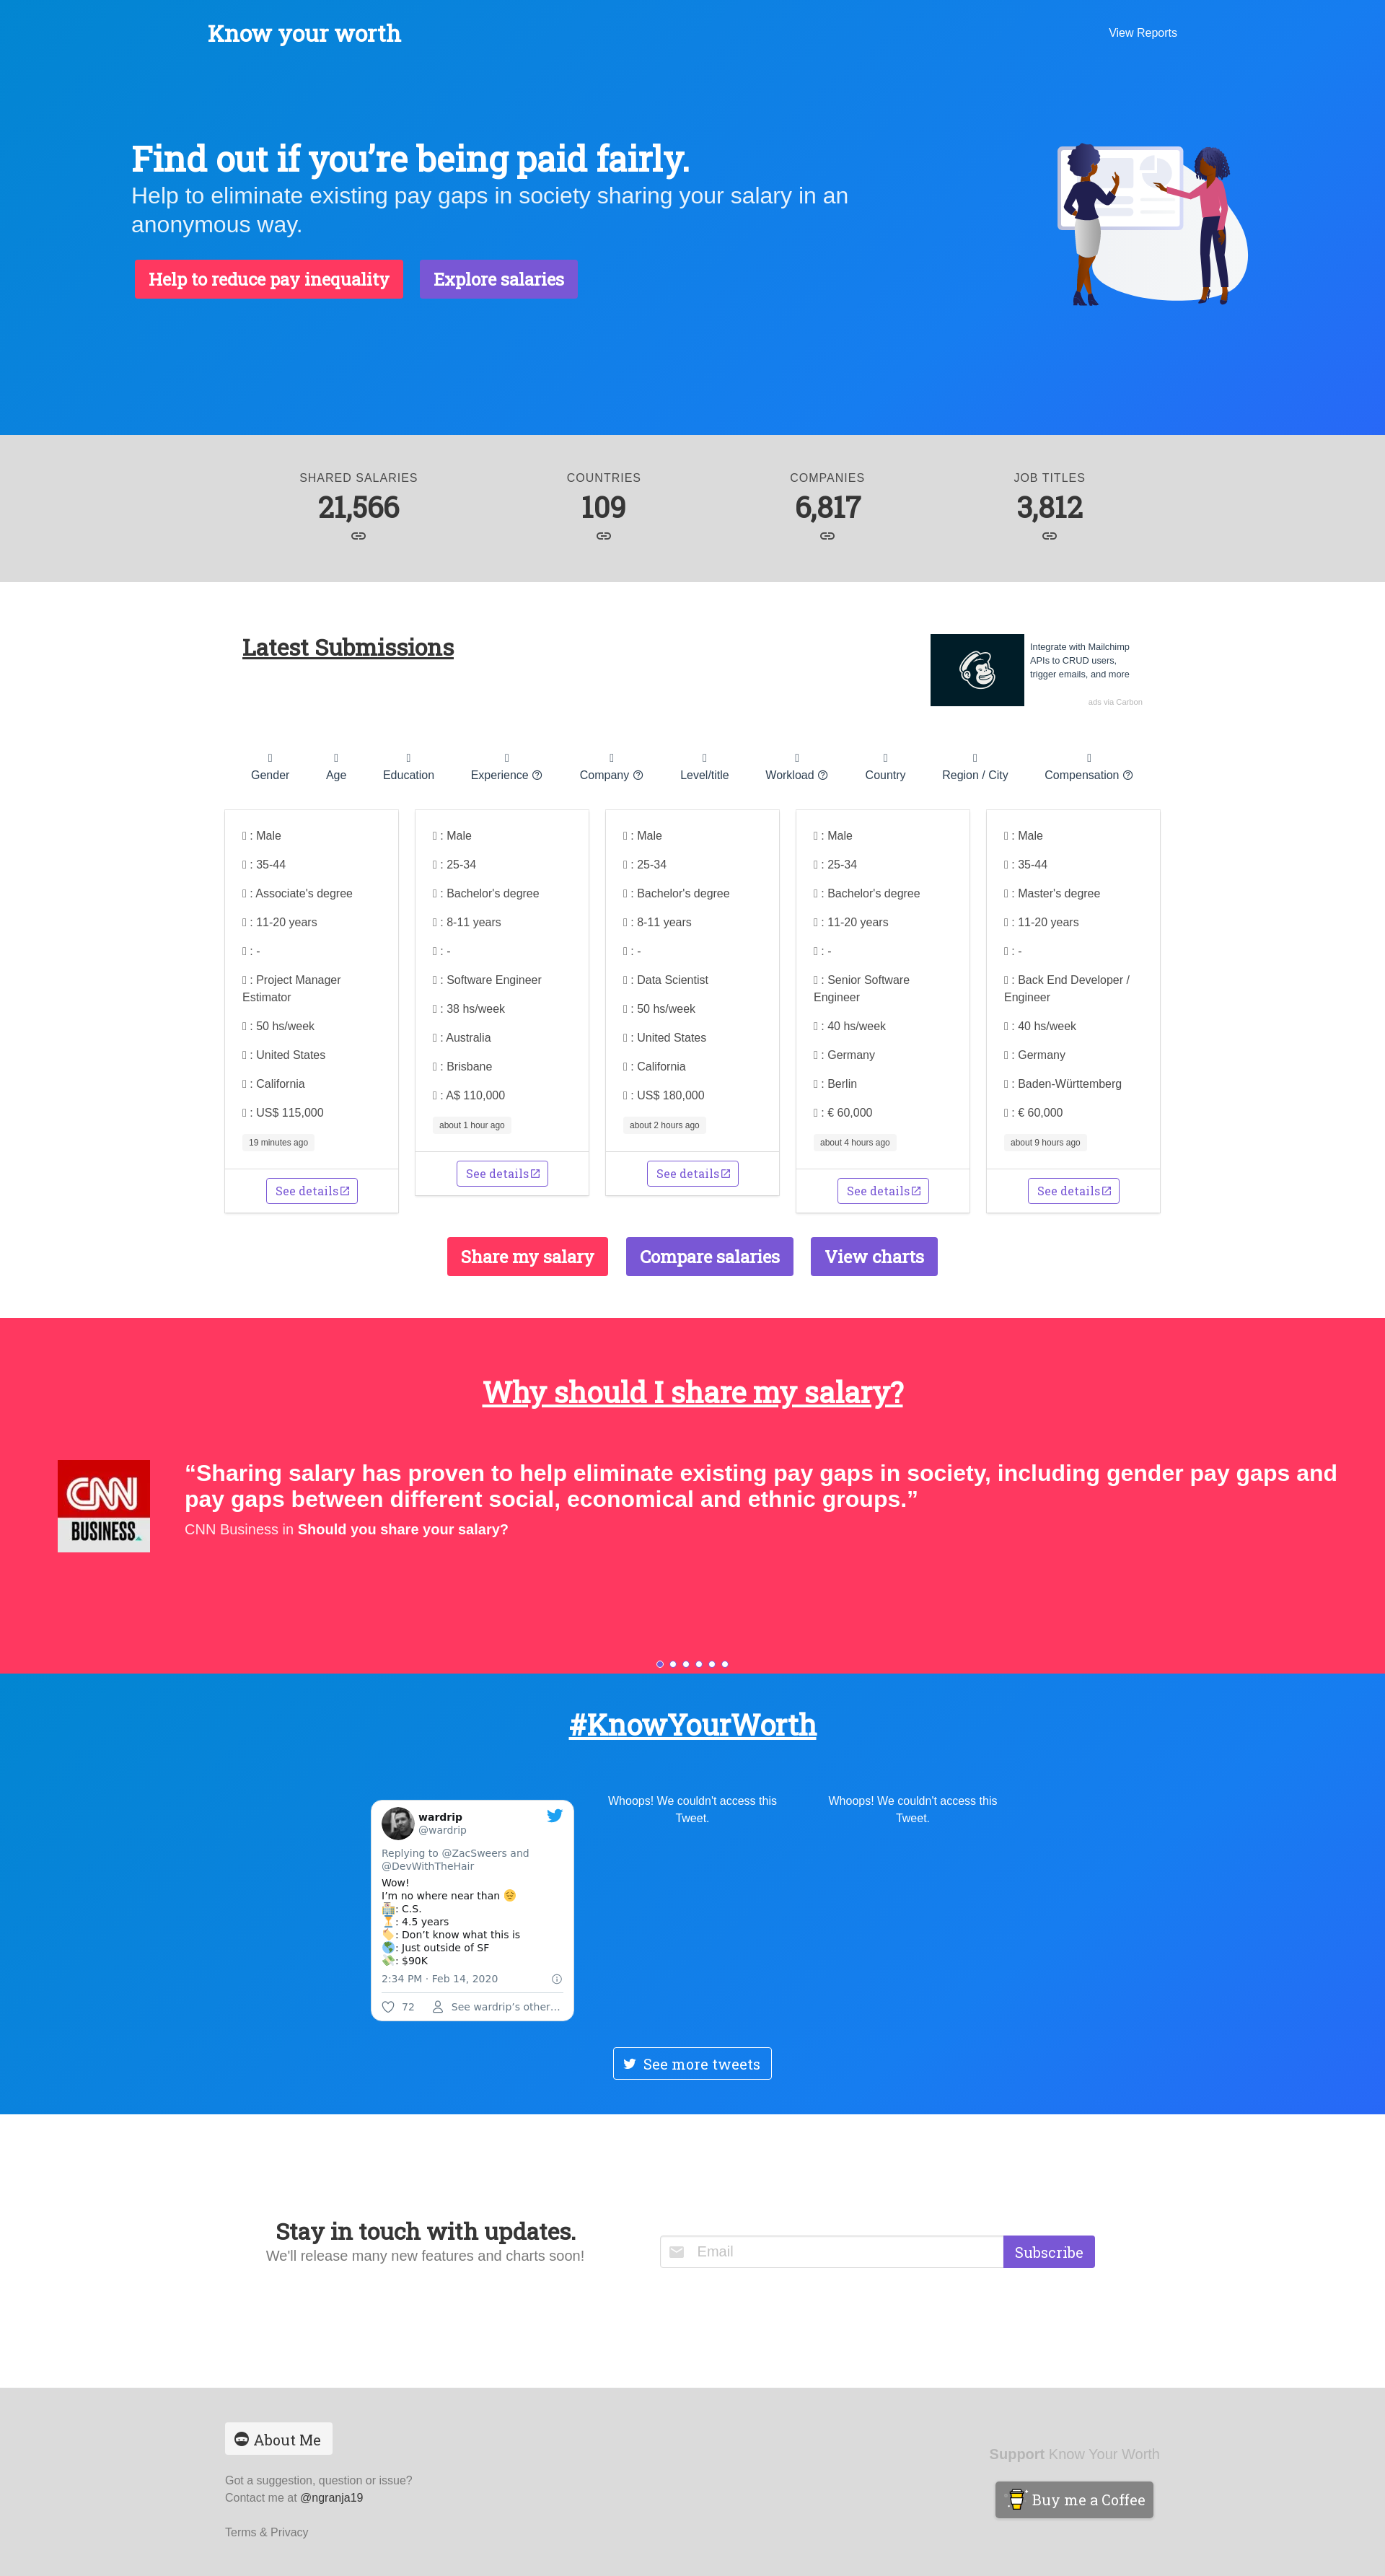 Know your worth
View Reports
Find out if you’re being paid fairly.
Help to eliminate existing pay gaps in society sharing your salary in an
anonymous way.
Help to reduce pay inequality
Explore salaries
SHARED SALARIES
21,566
COUNTRIES
109
COMPANIES
6,817
JOB TITLES
3,812
Latest Submissions
Integrate with Mailchimp
APIs to CRUD users,
trigger emails, and more
ads via Carbon
Gender
Age
Education
Experience
Company
Level/title
Workload
Country
Region / City
Compensation
: Male
: 35-44
: Associate's degree
: 11-20 years
: -
: Project Manager
Estimator
: 50 hs/week
: United States
: California
: US$ 115,000
19 minutes ago
See details
: Male
: 25-34
: Bachelor's degree
: 8-11 years
: -
: Software Engineer
: 38 hs/week
: Australia
: Brisbane
: A$ 110,000
about 1 hour ago
See details
: Male
: 25-34
: Bachelor's degree
: 8-11 years
: -
: Data Scientist
: 50 hs/week
: United States
: California
: US$ 180,000
about 2 hours ago
See details
: Male
: 25-34
: Bachelor's degree
: 11-20 years
: -
: Senior Software
Engineer
: 40 hs/week
: Germany
: Berlin
: € 60,000
about 4 hours ago
See details
: Male
: 35-44
: Master's degree
: 11-20 years
: -
: Back End Developer /
Engineer
: 40 hs/week
: Germany
: Baden-Württemberg
: € 60,000
about 9 hours ago
See details
Share my salary
Compare salaries
View charts
Why should I share my salary?
CNN
BUSINESS
“Sharing salary has proven to help eliminate existing pay gaps in society, including gender pay gaps and
pay gaps between different social, economical and ethnic groups.”
CNN Business in Should you share your salary?
#KnowYourWorth
wardrip
@wardrip
Replying to @ZacSweers and
@DevWithTheHair
Wow!
I’m no where near than 😔
🏫: C.S.
⏳: 4.5 years
🏷: Don’t know what this is
🌎: Just outside of SF
💸: $90K
2:34 PM · Feb 14, 2020
72
See wardrip’s other…
Whoops! We couldn't access this
Tweet.
Whoops! We couldn't access this
Tweet.
See more tweets
Stay in touch with updates.
We'll release many new features and charts soon!
Email
Subscribe
About Me
Got a suggestion, question or issue?
Contact me at @ngranja19
Terms & Privacy
Support Know Your Worth
Buy me a Coffee